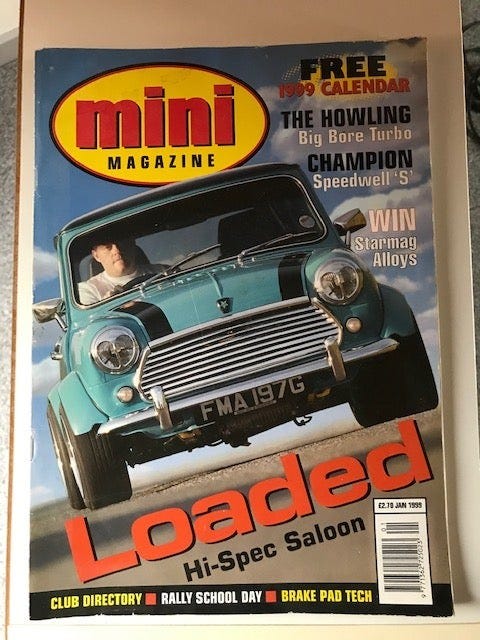 mini
MAGAZINE
FREE
1999 CALENDAR
THE HOWLING
Big Bore Turbo
CHAMPION
Speedwell 'S'
WIN
Starmag
Alloys
FMA 197G
Loaded
Hi-Spec Saloon
£2.70 JAN 1999
01
CLUB DIRECTORY ■ RALLY SCHOOL DAY ■ BRAKE PAD TECH